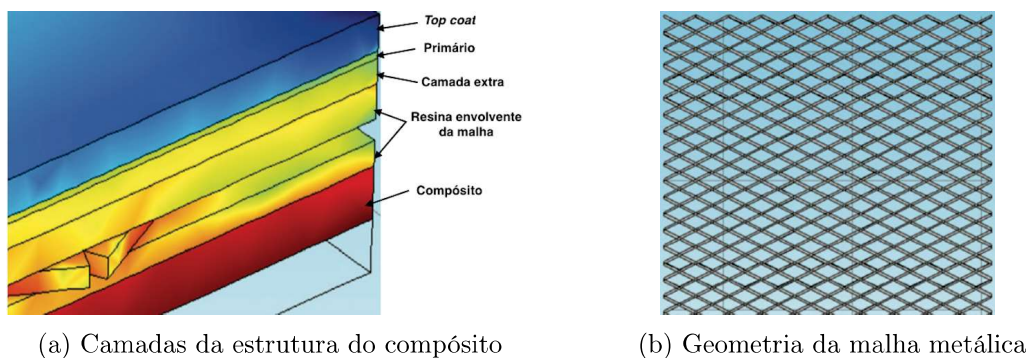 Top coat
Primário
Camada extra
Resina envolvente
da malha
Compósito
(a) Camadas da estrutura do compósito
(b) Geometria da malha metálica